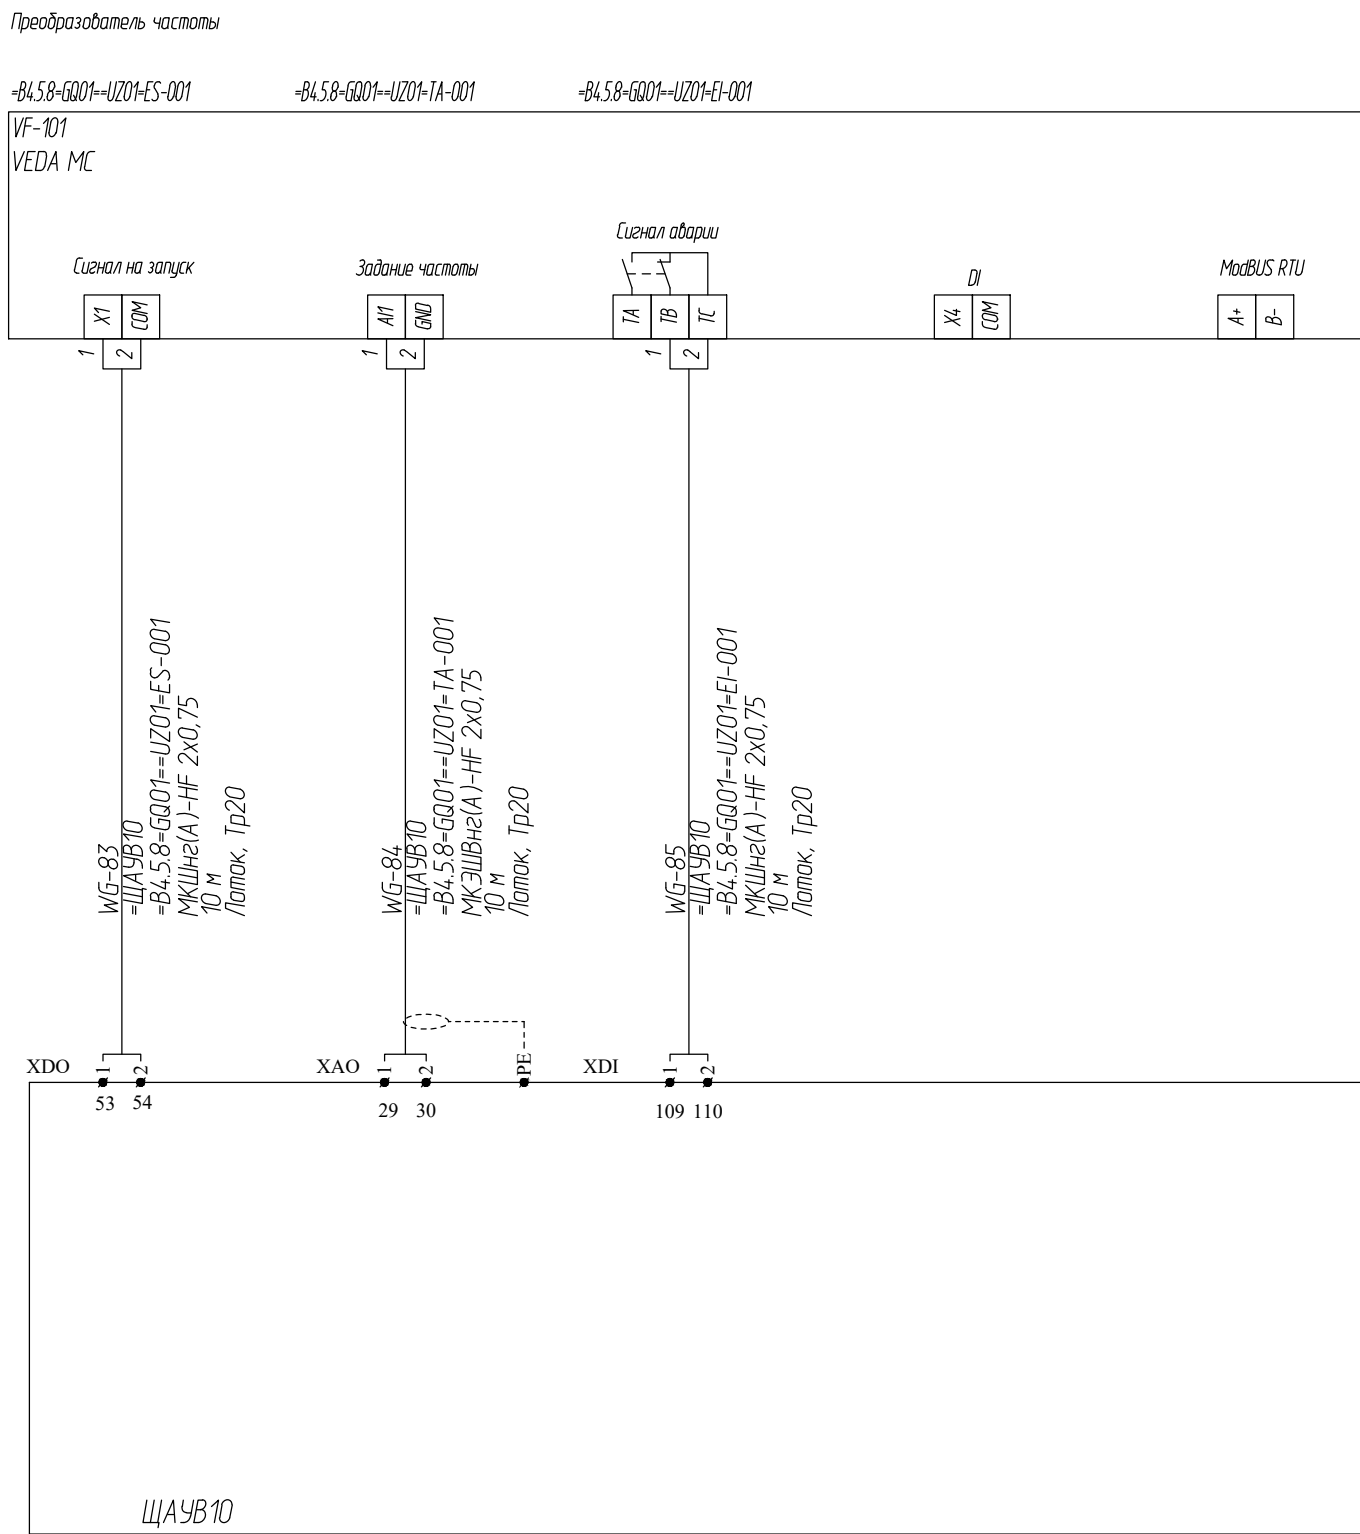 Преобразователь частоты
=В4.5.8=GQ01==UZ01=ES-001
=В4.5.8=GQ01==UZ01=TA-001
=В4.5.8=GQ01==UZ01=EI-001
VF-101
VEDA MC
Сигнал на запуск
Задание частоты
Сигнал аварии
DI
ModBUS RTU
X1
COM
AI1
GND
TA
TB
TC
X4
COM
A+
B-
1
2
1
2
1
2
WG-83
=ЩАУВ10
=В4.5.8=GQ01==UZ01=ES-001
МКШнг(А)-HF 2х0,75
10 м
Лоток, Тр20
WG-84
=ЩАУВ10
=В4.5.8=GQ01==UZ01=TA-001
МКЭШВнг(А)-HF 2х0,75
10 м
Лоток, Тр20
WG-85
=ЩАУВ10
=В4.5.8=GQ01==UZ01=EI-001
МКШнг(А)-HF 2х0,75
10 м
Лоток, Тр20
XDO
1
2
XAO
1
2
PE
XDI
1
2
53
54
29
30
109
110
ЩАУВ10